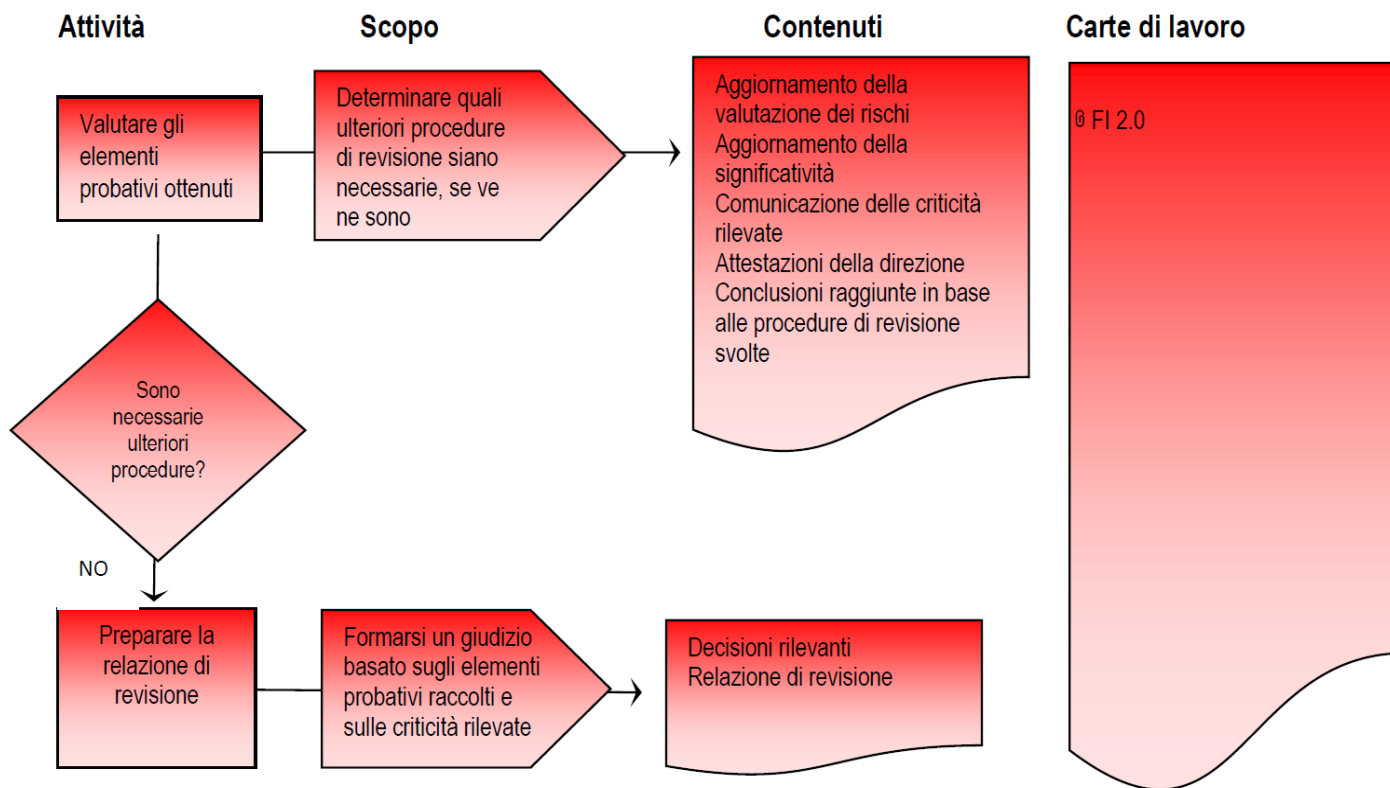 Attività
Scopo
Contenuti
Carte di lavoro
Valutare gli
elementi
probativi ottenuti
Determinare quali
ulteriori procedure
di revisione siano
necessarie, se ve
ne sono
Aggiornamento della
valutazione dei rischi
Aggiornamento della
significatività
Comunicazione delle criticità
rilevate
Attestazioni della direzione
Conclusioni raggiunte in base
alle procedure di revisione
svolte
FI 2.0
Sono
necessarie
ulteriori
procedure?
NO
Preparare la
relazione di
revisione
Formarsi un giudizio
basato sugli elementi
probativi raccolti e
sulle criticità rilevate
Decisioni rilevanti
Relazione di revisione